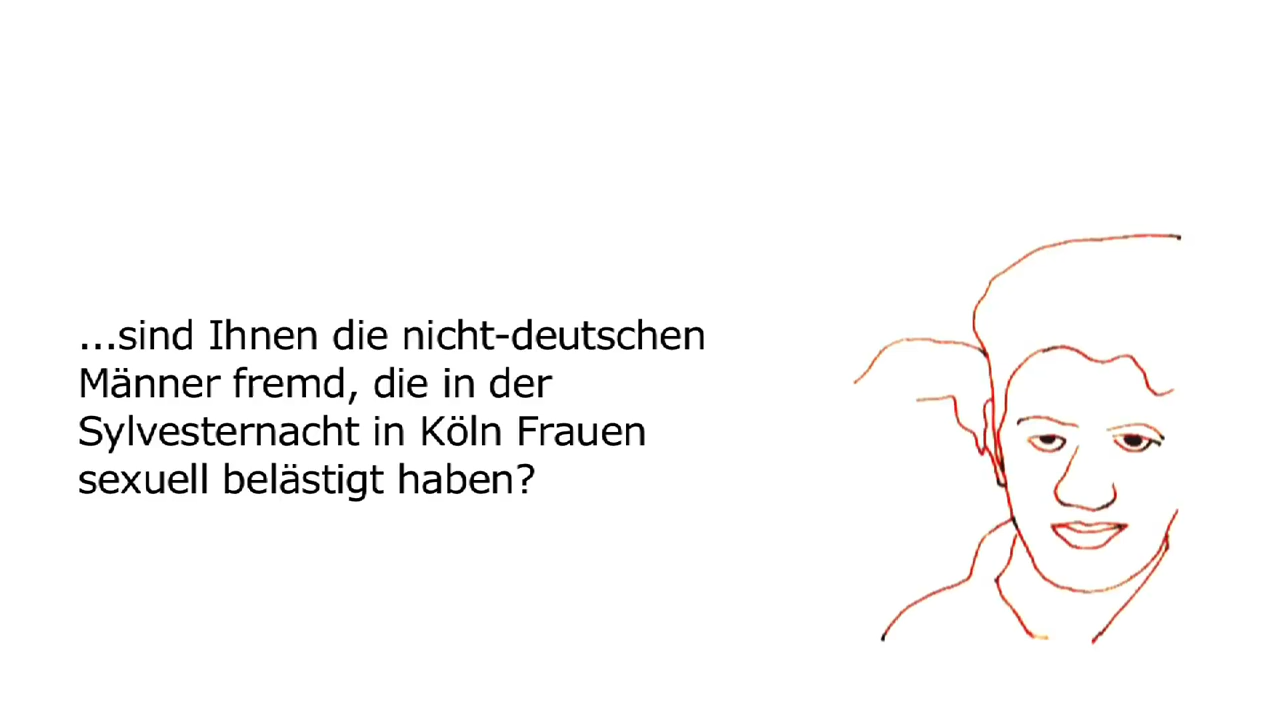 ...sind Ihnen die nicht-deutschen
Männer fremd, die in der
Sylvesternacht in Köln Frauen
sexuell belästigt haben?